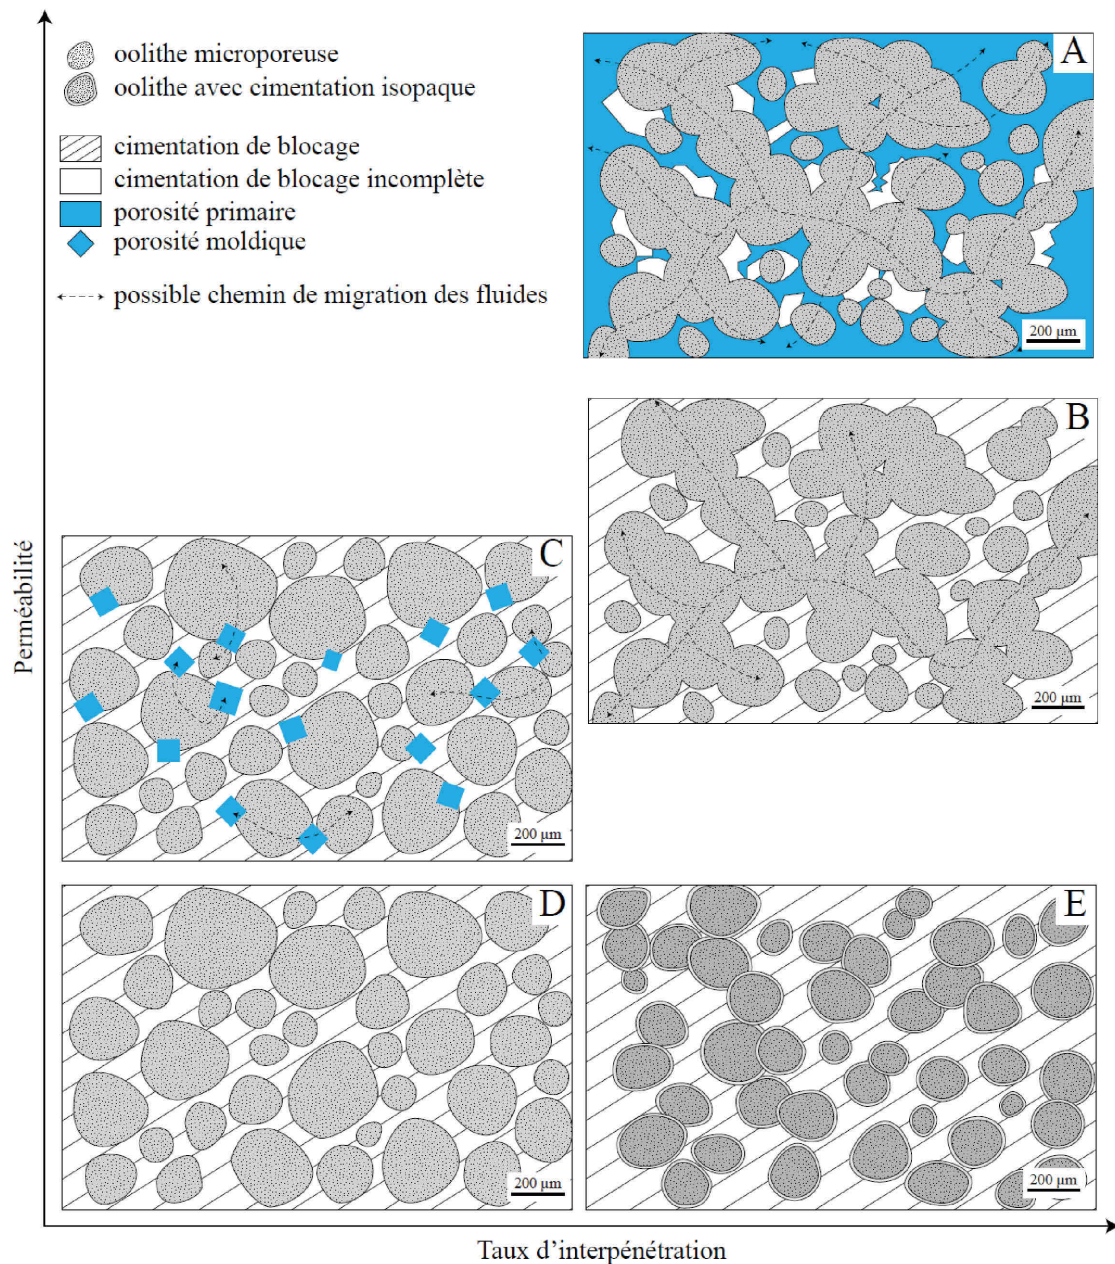 oolithe microporeuse
oolithe avec cimentation isopaque
cimentation de blocage
cimentation de blocage incomplète
porosité primaire
porosité moldique
possible chemin de migration des fluides
A
200 µm
B
200 µm
C
200 µm
D
200 µm
E
200 µm
Perméabilité
Taux d'interpénétration